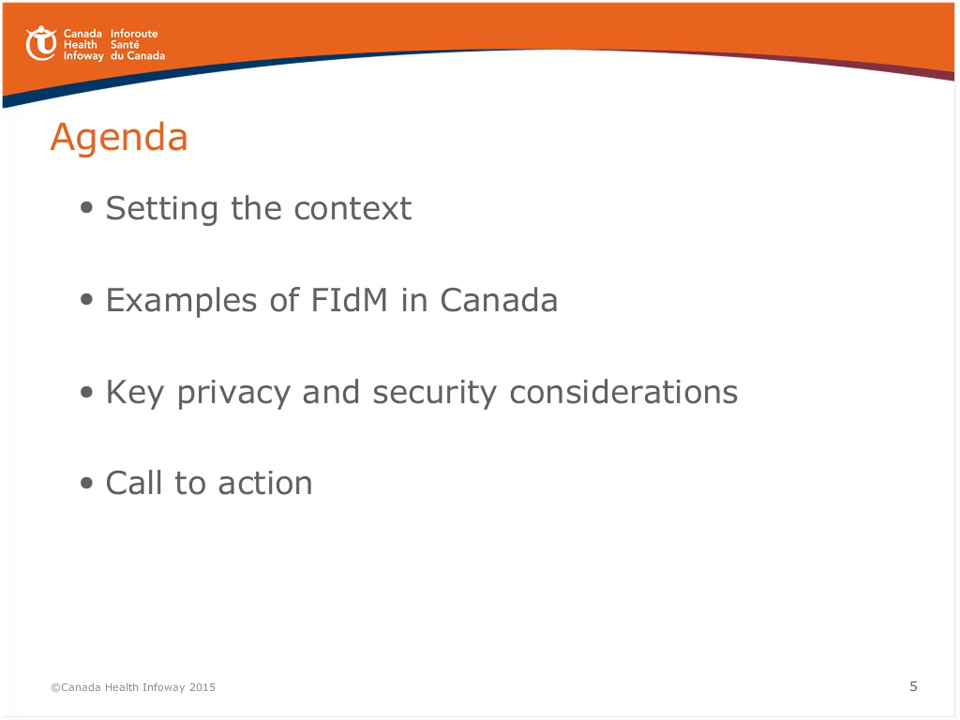 Canada Inforoute
Health Santé
Infoway du Canada
Agenda
• Setting the context
• Examples of FIdM in Canada
• Key privacy and security considerations
• Call to action
©Canada Health Infoway 2015
5